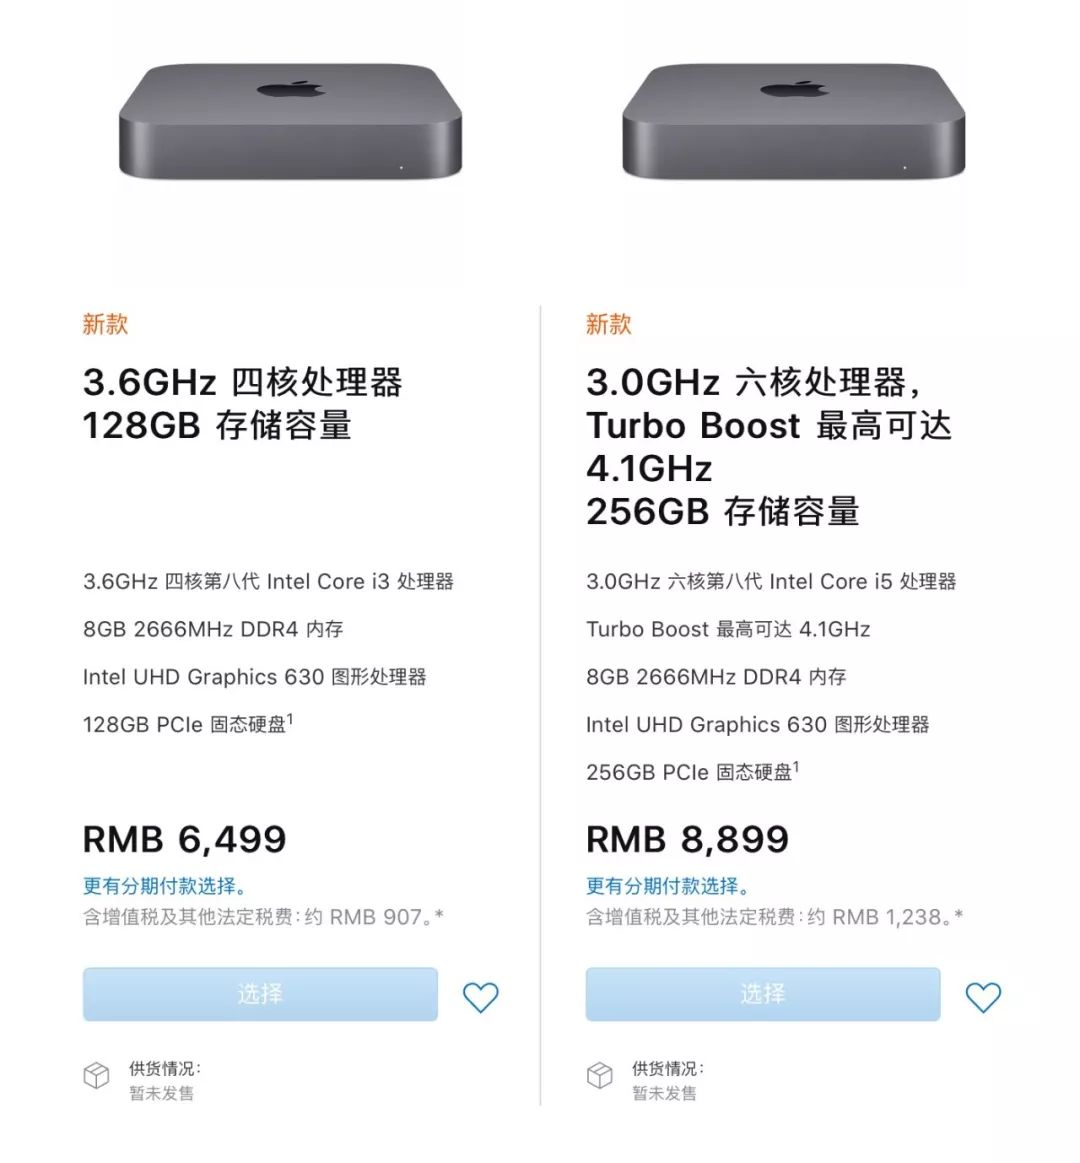 新款
3.6GHz 四核处理器
128GB 存储容量
3.6GHz 四核第八代 Intel Core i3 处理器
8GB 2666MHz DDR4 内存
Intel UHD Graphics 630 图形处理器
128GB PCIe 固态硬盘1
RMB 6,499
更有分期付款选择。
含增值税及其他法定税费:约 RMB 907。*
选择
供货情况:
暂未发售
新款
3.0GHz 六核处理器,
Turbo Boost 最高可达
4.1GHz
256GB 存储容量
3.0GHz 六核第八代 Intel Core i5 处理器
Turbo Boost 最高可达 4.1GHz
8GB 2666MHz DDR4 内存
Intel UHD Graphics 630 图形处理器
256GB PCIe 固态硬盘1
RMB 8,899
更有分期付款选择。
含增值税及其他法定税费:约 RMB 1,238。*
选择
供货情况:
暂未发售